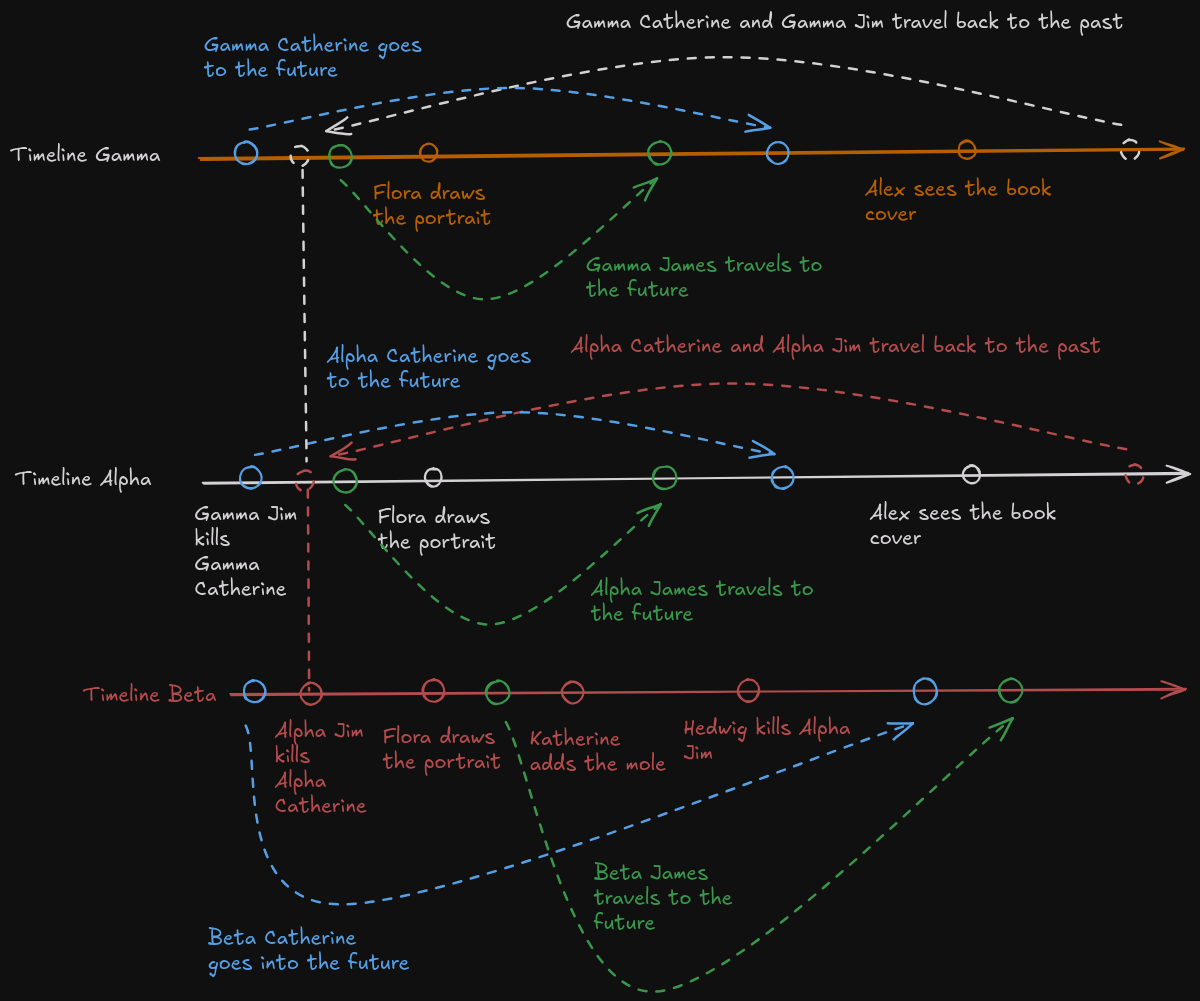 Gamma Catherine and Gamma Jim travel back to the past
Gamma Catherine goes
to the future
Timeline Gamma
Flora draws
the portrait
Alex sees the book
cover
Gamma James travels to
the future
Alpha Catherine goes
to the future
Alpha Catherine and Alpha Jim travel back to the past
Timeline Alpha
Gamma Jim
kills
Gamma
Catherine
Flora draws
the portrait
Alex sees the book
cover
Alpha James travels to
the future
Timeline Beta
Alpha Jim
kills
Alpha
Catherine
Flora draws
the portrait
Katherine
adds the mole
Hedwig kills Alpha
Jim
Beta James
travels to the
future
Beta Catherine
goes into the future